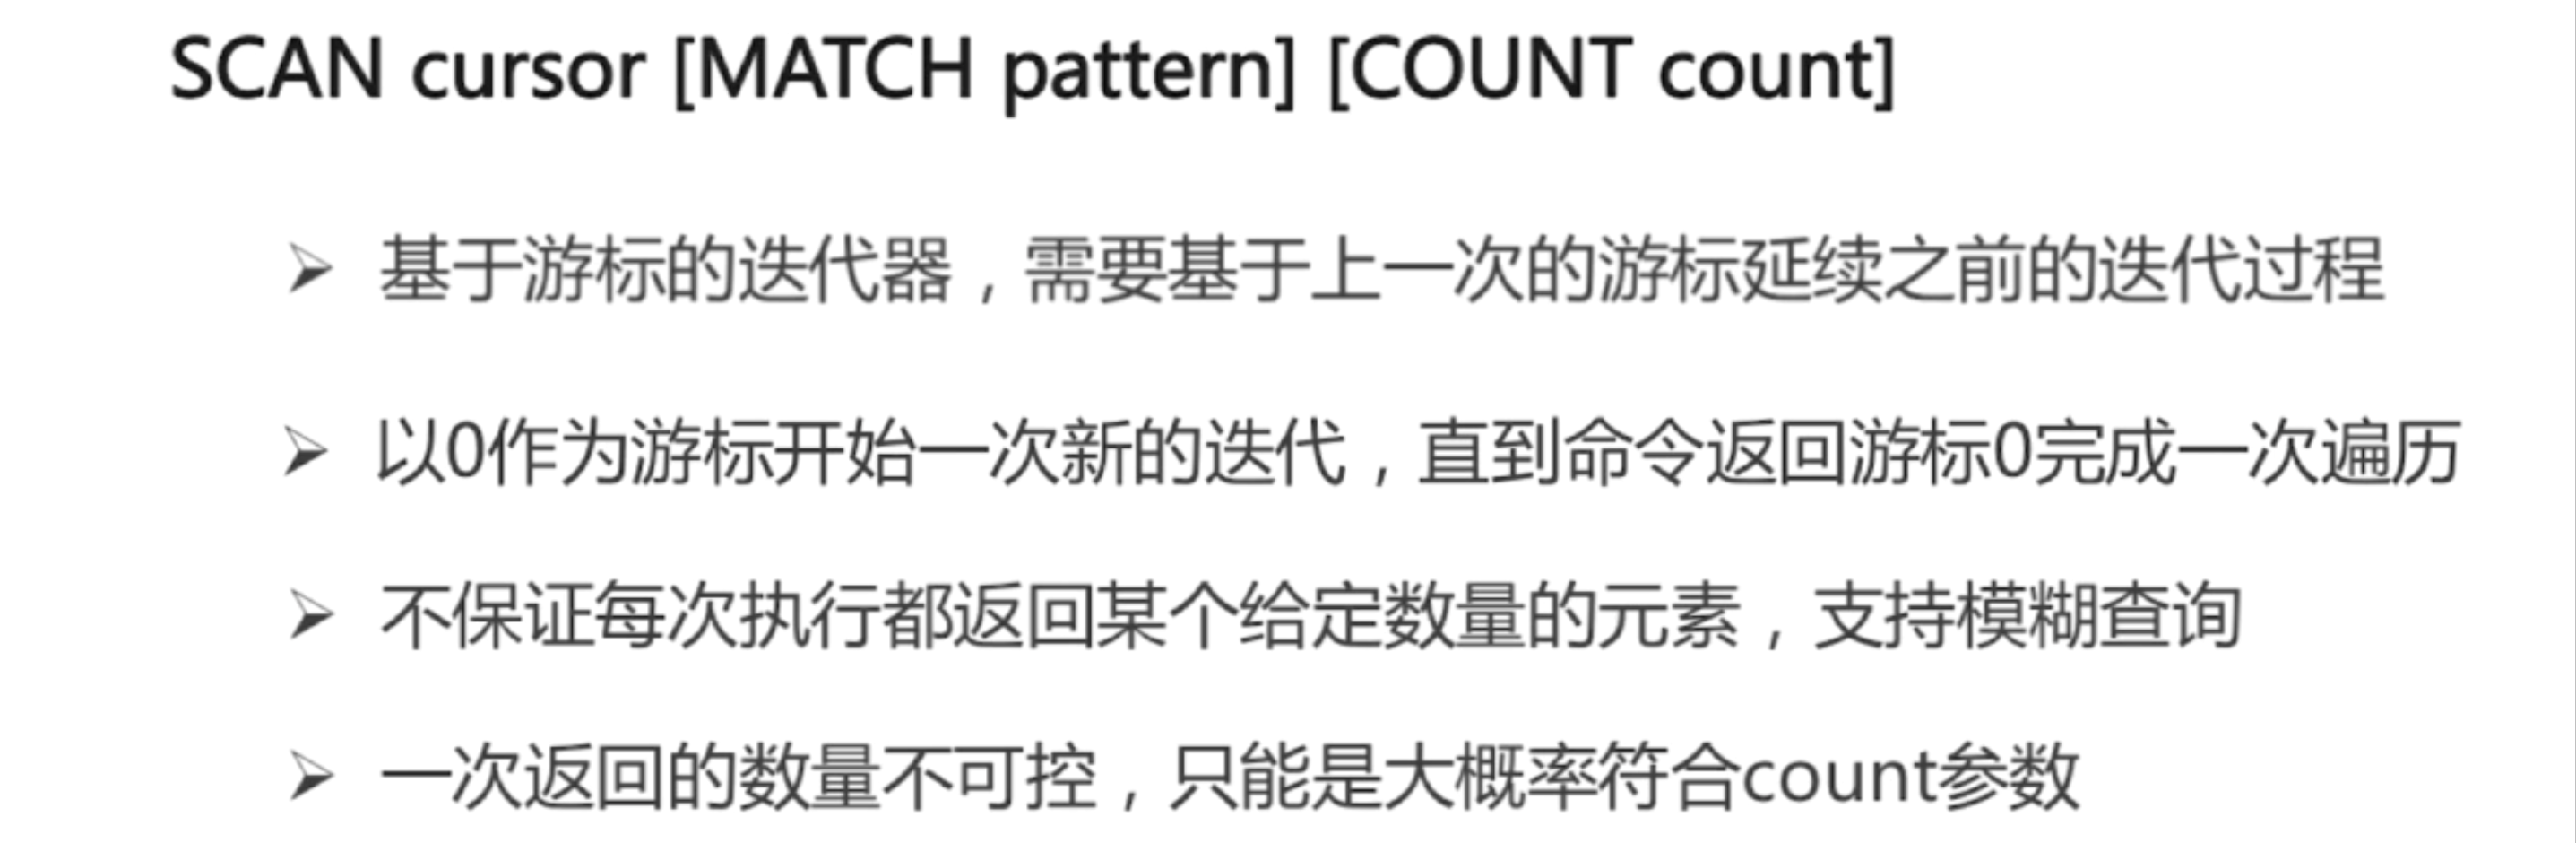 SCAN cursor [MATCH pattern] [COUNT count]
基于游标的迭代器，需要基于上一次的游标延续之前的迭代过程
以0作为游标开始一次新的迭代，直到命令返回游标0完成一次遍历
不保证每次执行都返回某个给定数量的元素，支持模糊查询
一次返回的数量不可控，只能是大概率符合count参数